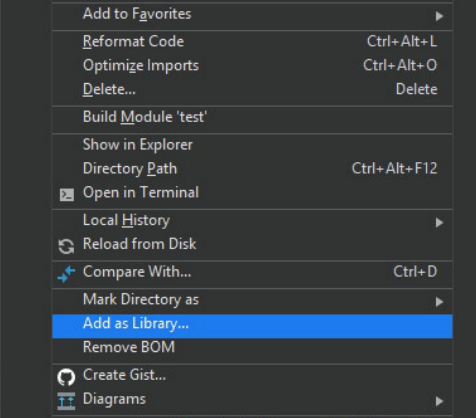 Add to Favorites
Reformat Code Ctrl+Alt+L
Optimize Imports Ctrl+Alt+O
Delete... Delete
Build Module 'test'
Show in Explorer
Directory Path Ctrl+Alt+F12
Open in Terminal
Local History
Reload from Disk
Compare With... Ctrl+D
Mark Directory as
Add as Library...
Remove BOM
Create Gist...
Diagrams